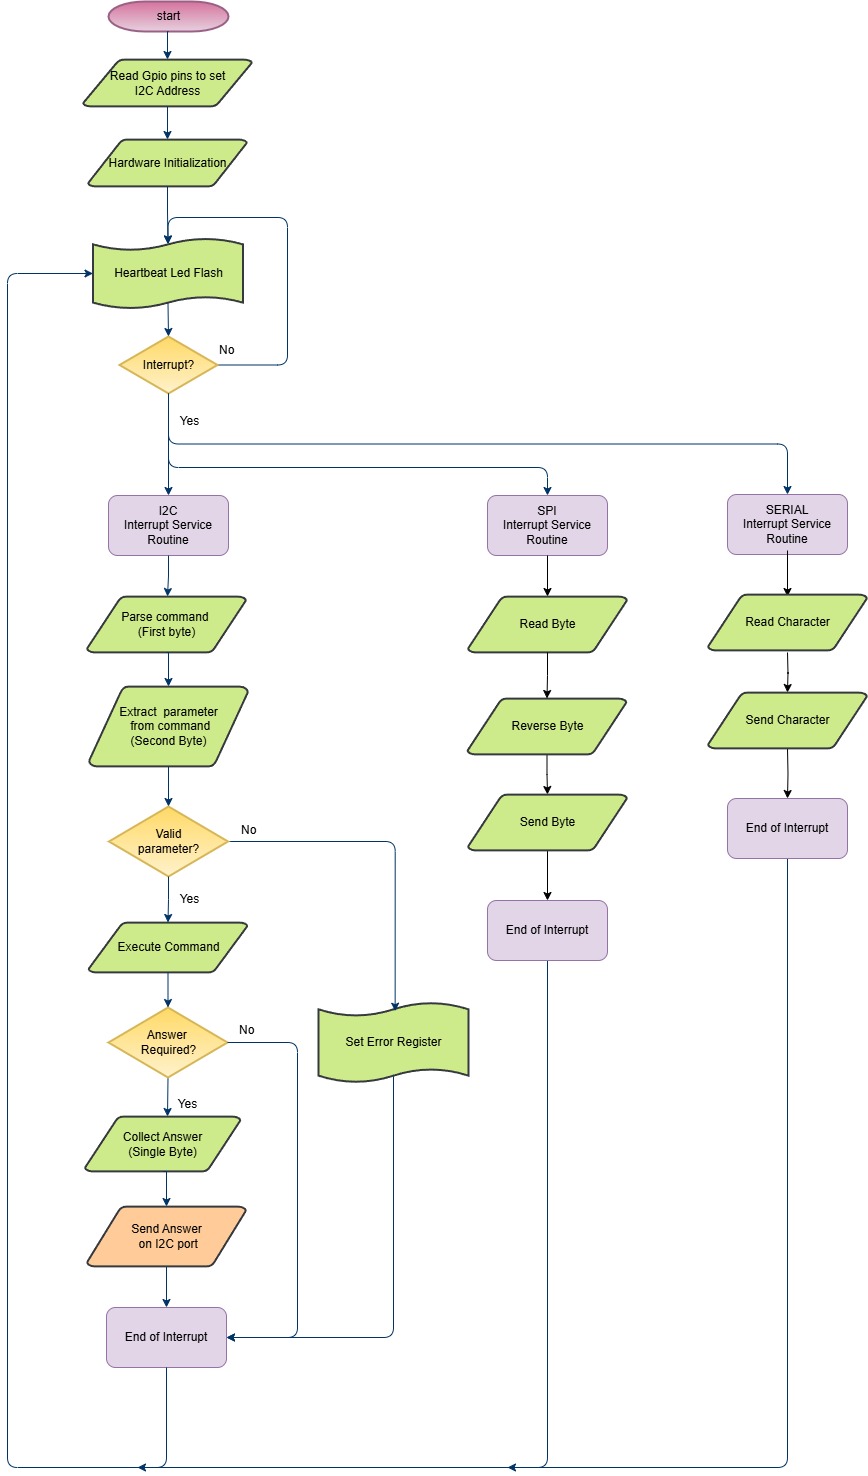 start
Read Gpio pins to set
I2C Address
Hardware Initialization
Heartbeat Led Flash
Interrupt?
No
Yes
I2C
Interrupt Service
Routine
SPI
Interrupt Service
Routine
SERIAL
Interrupt Service
Routine
Parse command
(First byte)
Read Byte
Read Character
Extract parameter
from command
(Second Byte)
Reverse Byte
Send Character
Valid
parameter?
No
Yes
Send Byte
End of Interrupt
Execute Command
End of Interrupt
Answer
Required?
No
Yes
Set Error Register
Collect Answer
(Single Byte)
Send Answer
on I2C port
End of Interrupt